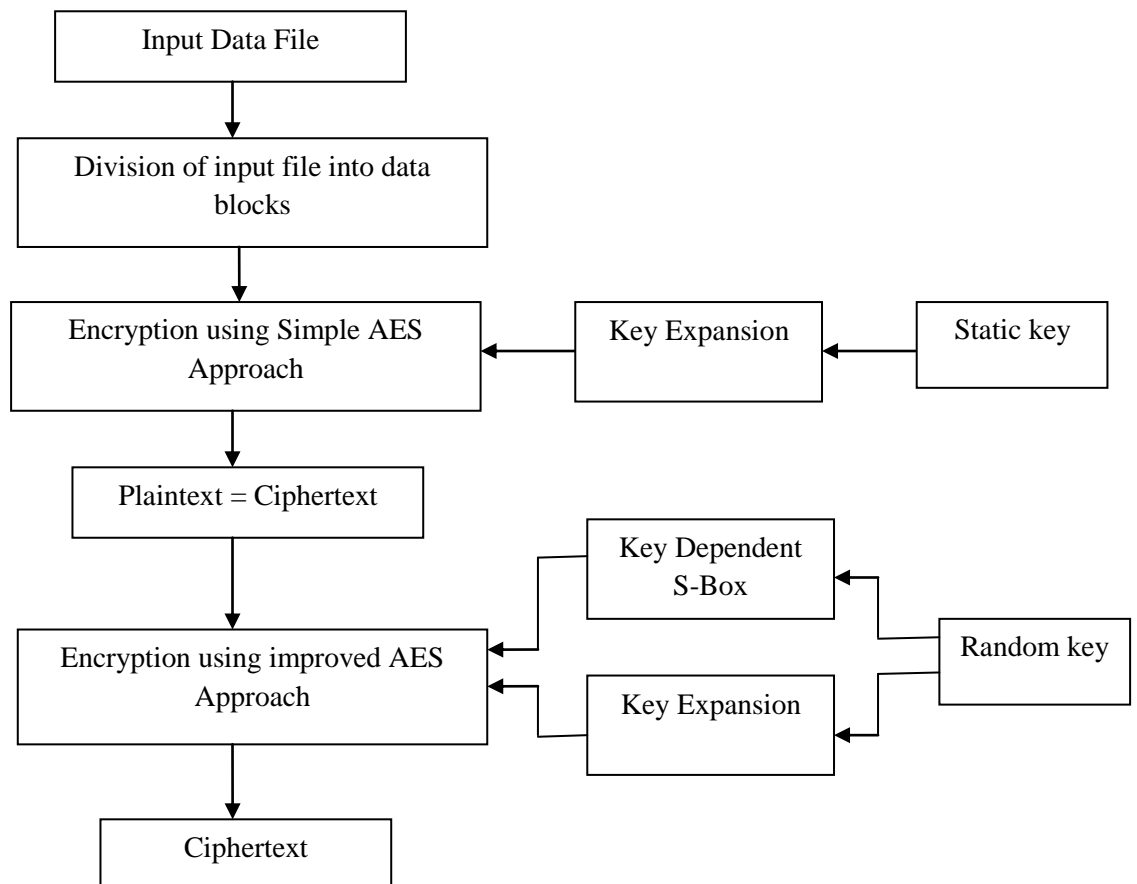 Input Data File
Division of input file into data
blocks
Encryption using Simple AES
Approach
Key Expansion
Static key
Plaintext = Ciphertext
Key Dependent
S-Box
Encryption using improved AES
Approach
Random key
Key Expansion
Ciphertext